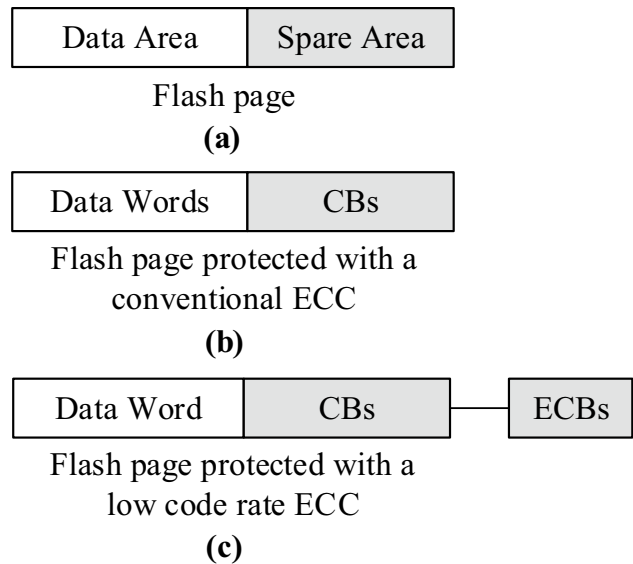 Data Area Spare Area
Flash page
(a)
Data Words CBs
Flash page protected with a
conventional ECC
(b)
Data Word CBs ECBs
Flash page protected with a
low code rate ECC
(c)